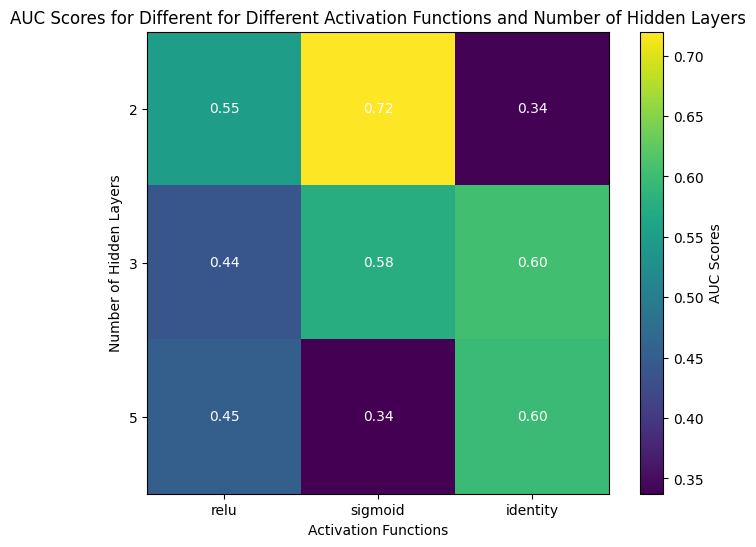 AUC Scores for Different for Different Activation Functions and Number of Hidden Layers
Number of Hidden Layers
2
3
5
0.55 0.72 0.34
0.44 0.58 0.60
0.45 0.34 0.60
relu sigmoid identity
Activation Functions
0.70
0.65
0.60
0.55
0.50
0.45
0.40
0.35
AUC Scores